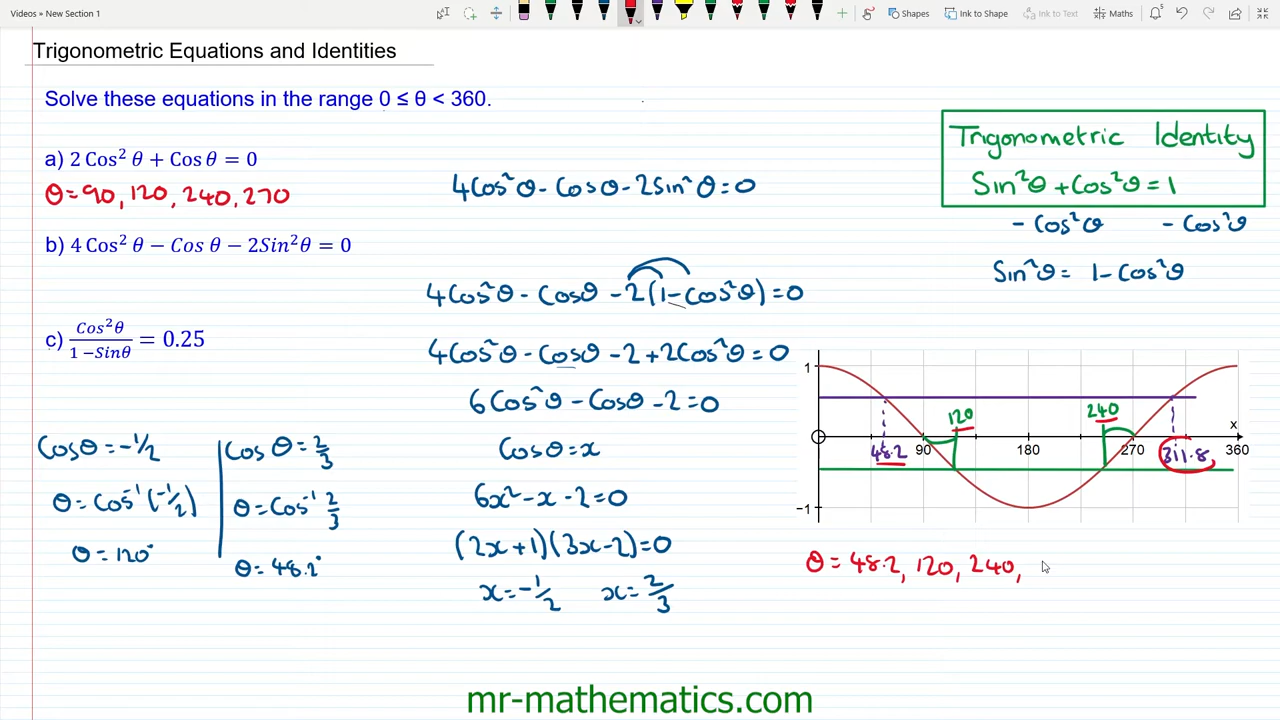 Videos » New Section 1
Shapes
Ink to Shape
Ink to Text
Maths
Trigonometric Equations and Identities
Solve these equations in the range 0 ≤ θ < 360.
a) 2 Cos² θ + Cos θ = 0
θ = 90, 120, 240, 270
b) 4 Cos² θ − Cos θ − 2Sin²θ = 0
c) Cos²θ / 1 − Sinθ = 0.25
Cosθ = -1/2
θ = Cos⁻¹(-1/2)
θ = 120°
Cos θ = 2/3
θ = Cos⁻¹ 2/3
θ = 48.2°
4Cos²θ - Cosθ - 2Sin²θ = 0
4Cos²θ - Cosθ - 2(1 - Cos²θ) = 0
4Cos²θ - Cosθ - 2 + 2Cos²θ = 0
6Cos²θ - Cosθ - 2 = 0
Cosθ = x
6x² - x - 2 = 0
(2x+1)(3x-2) = 0
x = -1/2 x = 2/3
Trigonometric Identity
Sin²θ + Cos²θ = 1
- Cos²θ - Cos²θ
Sin²θ = 1 - Cos²θ
1
120
240
x
48.2
90
180
270
311.8
360
−1
θ = 48.2, 120, 240,
mr-mathematics.com